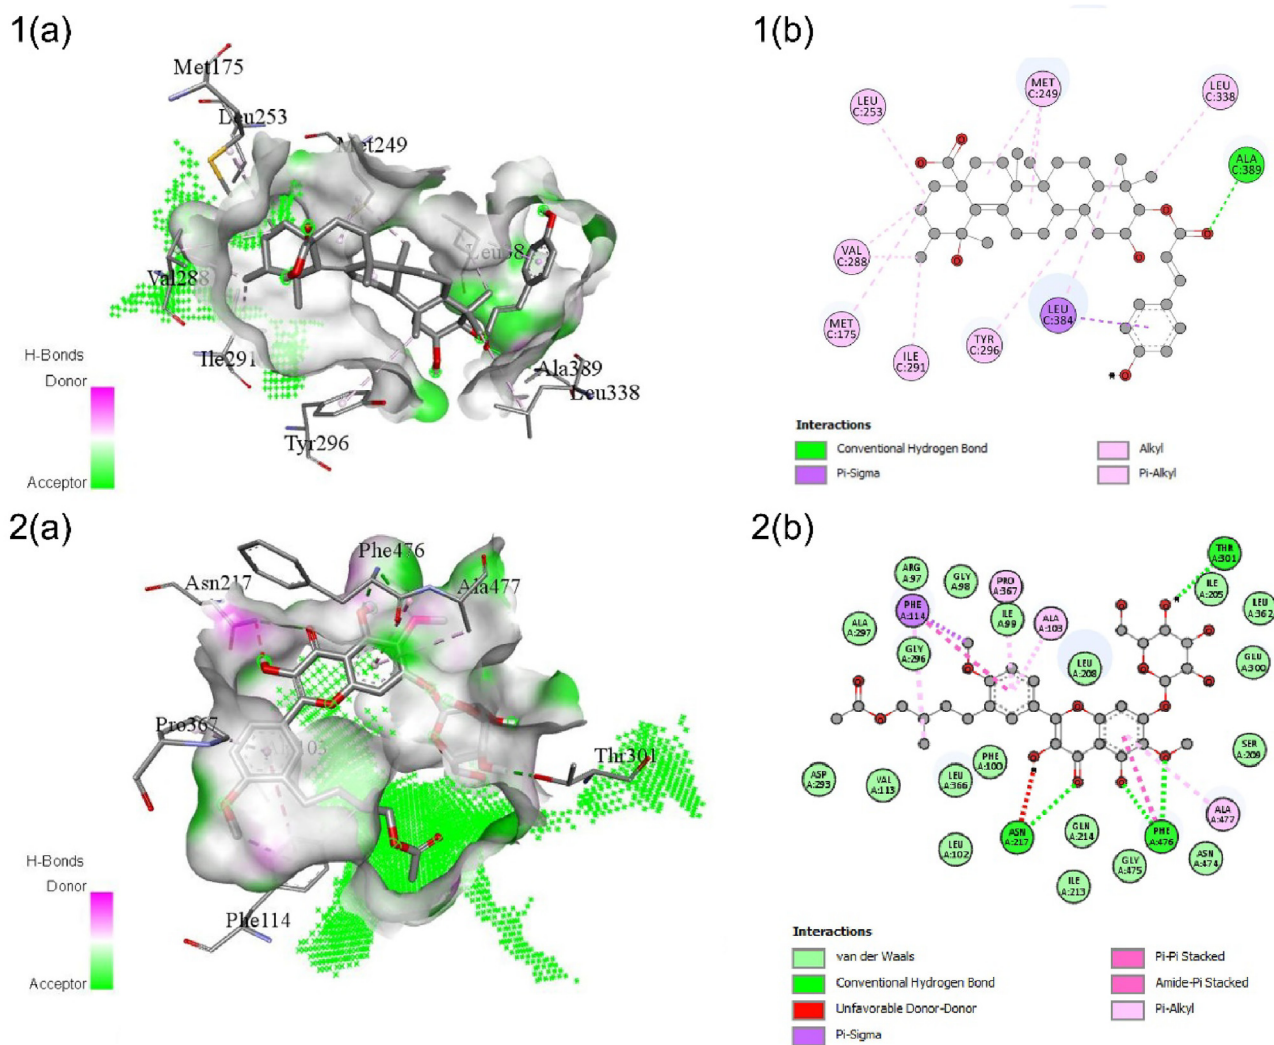 1(a)
Met175
Leu253
Met249
Leu384
Val288
Ile291
Ala389
Leu338
Tyr296
H-Bonds
Donor
Acceptor
1(b)
MET
C:249
LEU
C:338
LEU
C:253
ALA
C:389
VAL
C:288
LEU
C:384
MET
C:175
TYR
C:296
ILE
C:291
Interactions
Conventional Hydrogen Bond
Alkyl
Pi-Sigma
Pi-Alkyl
2(a)
Phe476
Asn217
Ala477
Pro367
Thr301
Phe114
H-Bonds
Donor
Acceptor
2(b)
THR
A:301
ARG
A:97
GLY
A:98
PRO
A:367
ILE
A:205
PHE
A:114
ILE
A:99
ALA
A:103
LEU
A:362
ALA
A:297
GLY
A:296
LEU
A:208
GLU
A:300
SER
A:209
PHE
A:100
ASP
A:293
VAL
A:113
LEU
A:366
ALA
A:477
ASN
A:217
GLN
A:214
PHE
A:476
LEU
A:102
GLY
A:475
ASN
A:474
ILE
A:213
Interactions
van der Waals
Pi-Pi Stacked
Conventional Hydrogen Bond
Amide-Pi Stacked
Unfavorable Donor-Donor
Pi-Alkyl
Pi-Sigma